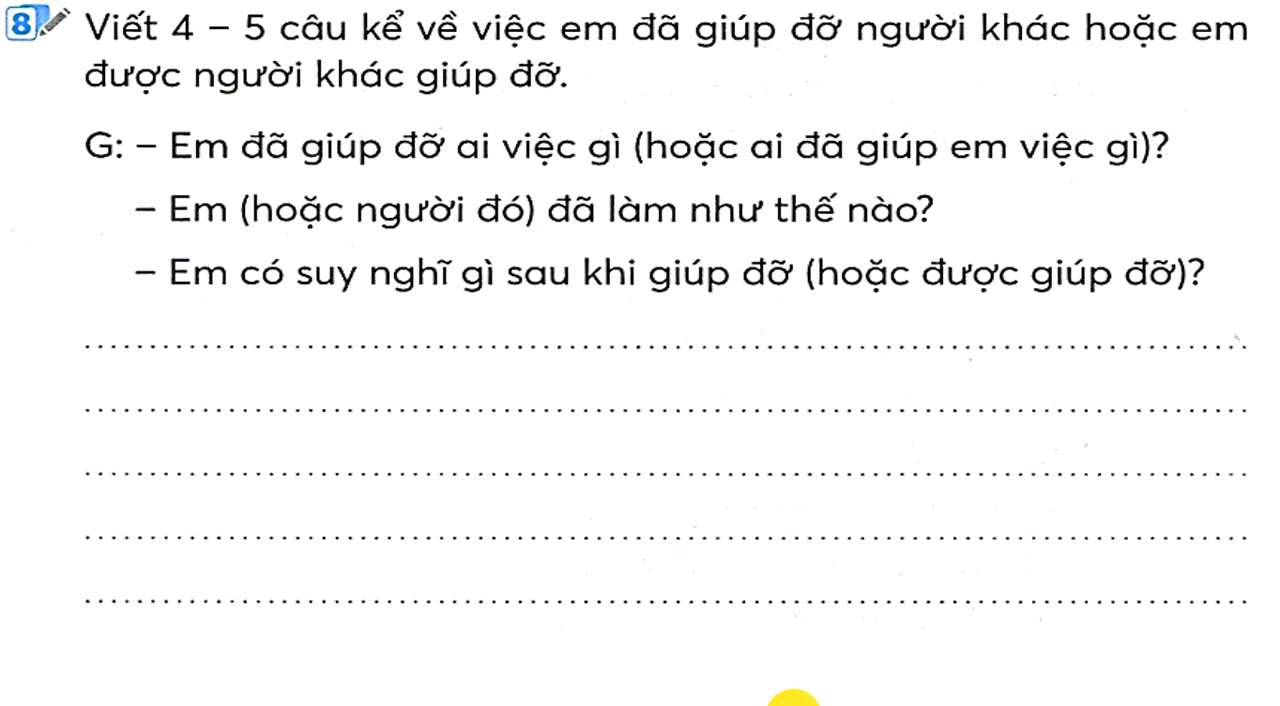 8 Viết 4 – 5 câu kể về việc em đã giúp đỡ người khác hoặc em
được người khác giúp đỡ.
G: – Em đã giúp đỡ ai việc gì (hoặc ai đã giúp em việc gì)?
– Em (hoặc người đó) đã làm như thế nào?
– Em có suy nghĩ gì sau khi giúp đỡ (hoặc được giúp đỡ)?